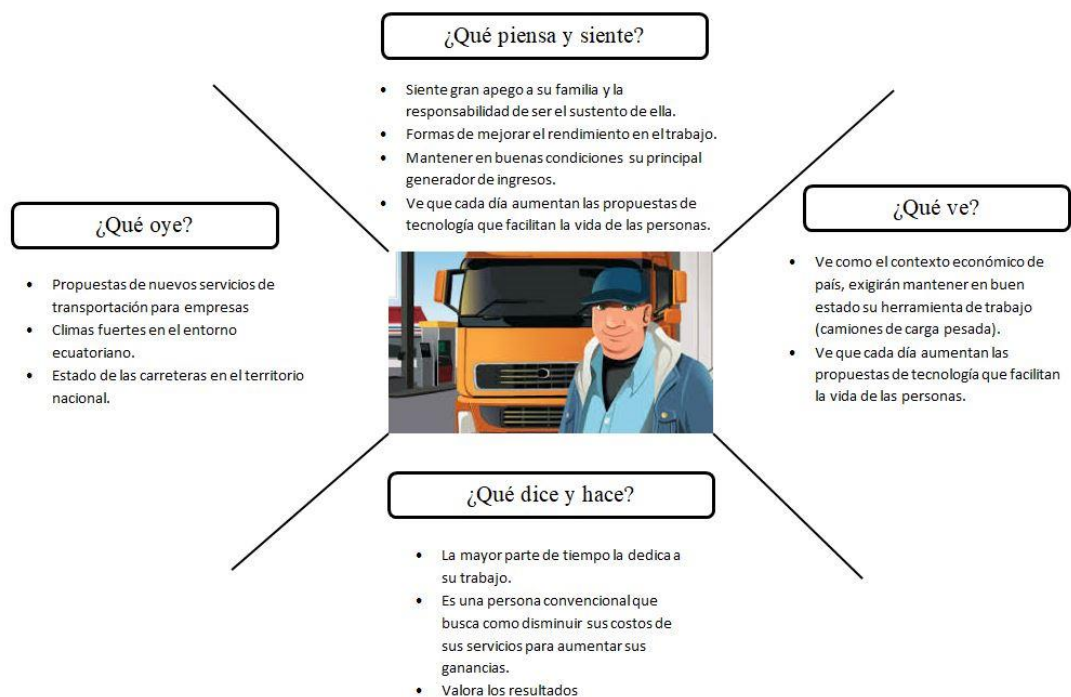 ¿Qué piensa y siente?
• Siente gran apego a su familia y la
responsabilidad de ser el sustento de ella.
• Formas de mejorar el rendimiento en el trabajo.
• Mantener en buenas condiciones su principal
generador de ingresos.
• Ve que cada día aumentan las propuestas de
tecnología que facilitan la vida de las personas.
¿Qué oye?
• Propuestas de nuevos servicios de
transportación para empresas
• Climas fuertes en el entorno
ecuatoriano.
• Estado de las carreteras en el territorio
nacional.
¿Qué ve?
• Ve como el contexto económico de
país, exigirán mantener en buen
estado su herramienta de trabajo
(camiones de carga pesada).
• Ve que cada día aumentan las
propuestas de tecnología que facilitan
la vida de las personas.
¿Qué dice y hace?
• La mayor parte de tiempo la dedica a
su trabajo.
• Es una persona convencional que
busca como disminuir sus costos de
sus servicios para aumentar sus
ganancias.
• Valora los resultados